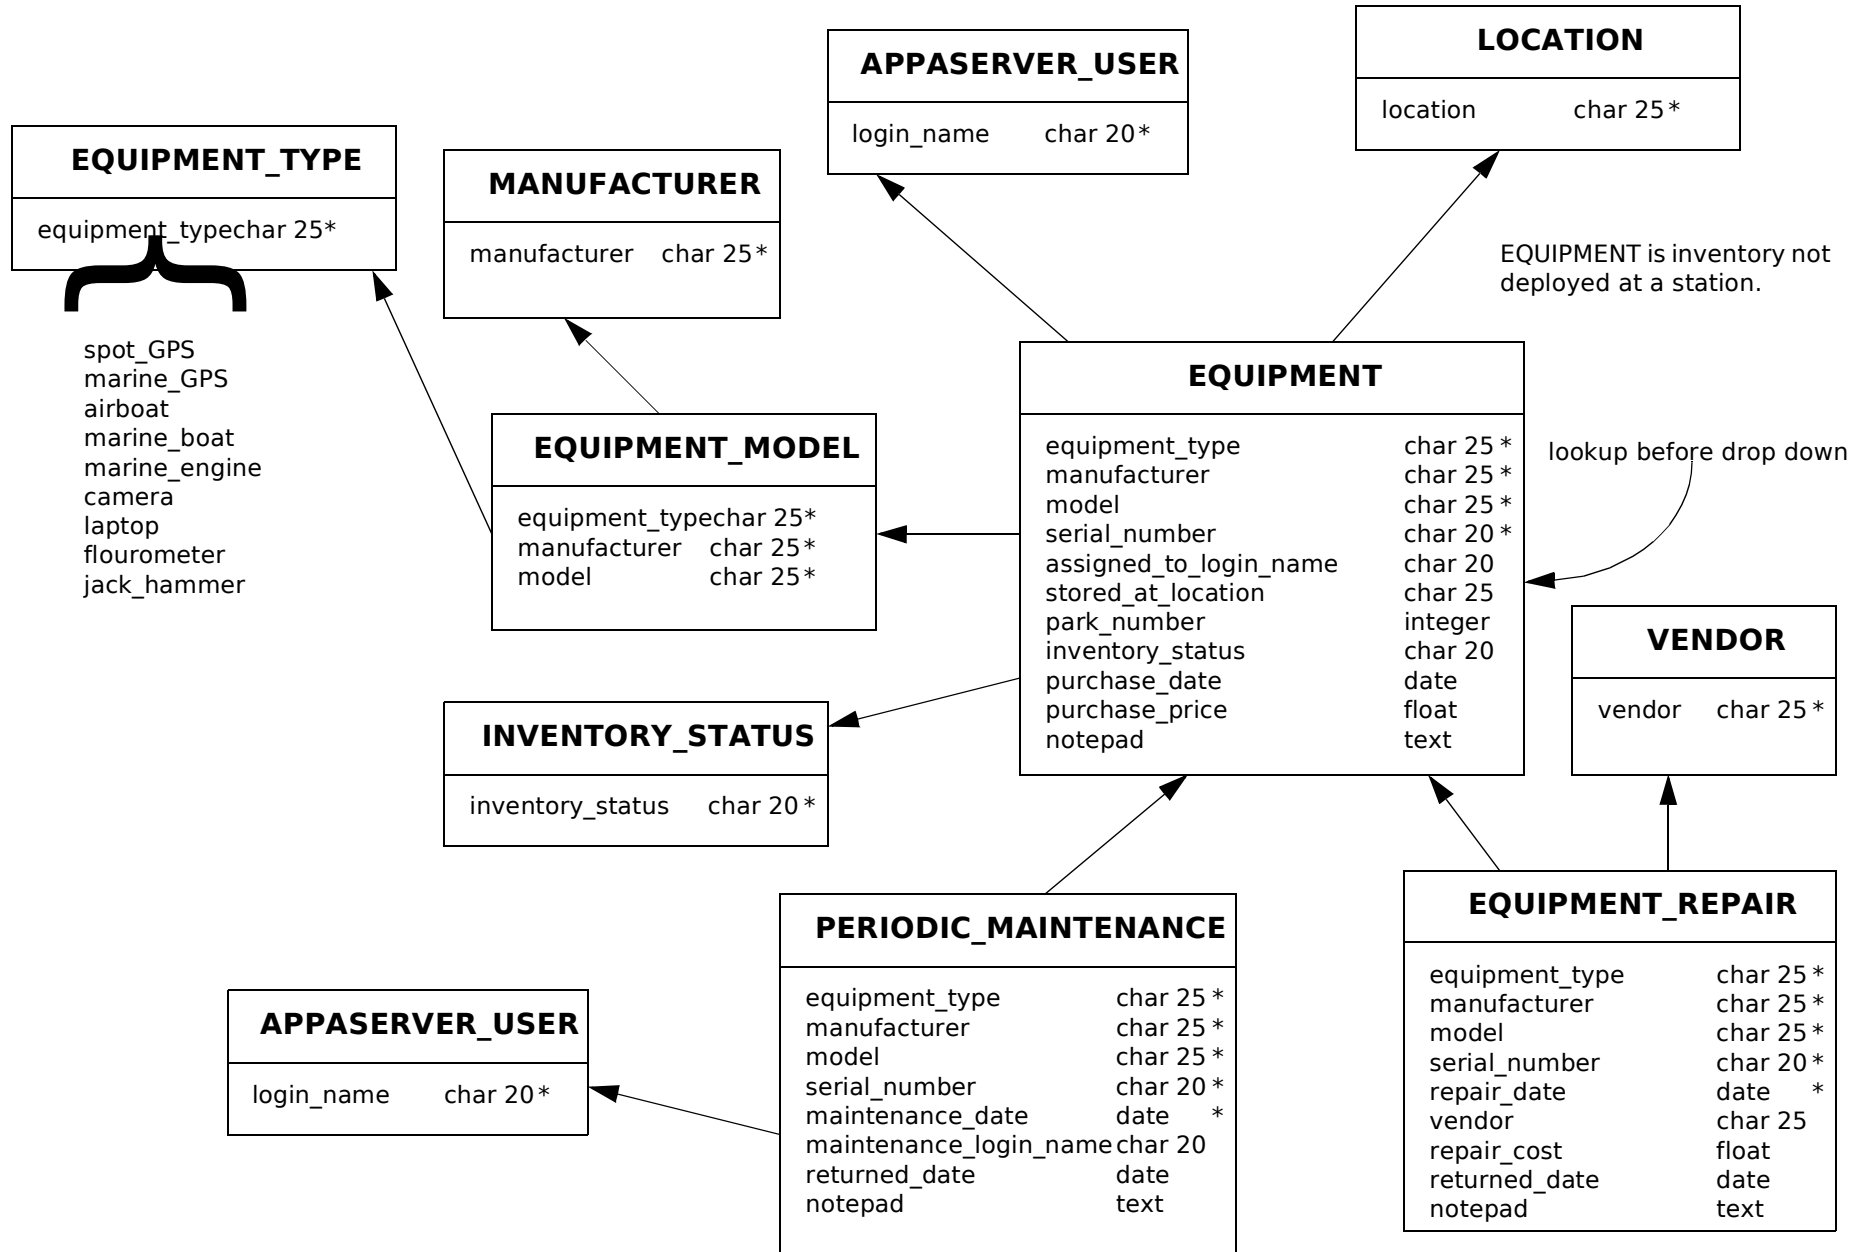 LOCATION
location char 25 *
APPASERVER_USER
login_name char 20 *
EQUIPMENT_TYPE
equipment_typechar 25*
spot_GPS
marine_GPS
airboat
marine_boat
marine_engine
camera
laptop
flourometer
jack_hammer
MANUFACTURER
manufacturer char 25 *
EQUIPMENT is inventory not
deployed at a station.
EQUIPMENT_MODEL
equipment_typechar 25*
manufacturer char 25*
model char 25*
EQUIPMENT
equipment_type char 25 *
manufacturer char 25 *
model char 25 *
serial_number char 20 *
assigned_to_login_name char 20
stored_at_location char 25
park_number integer
inventory_status char 20
purchase_date date
purchase_price float
notepad text
lookup before drop down
VENDOR
vendor char 25 *
INVENTORY_STATUS
inventory_status char 20 *
PERIODIC_MAINTENANCE
equipment_type char 25 *
manufacturer char 25 *
model char 25 *
serial_number char 20 *
maintenance_date date *
maintenance_login_name char 20
returned_date date
notepad text
EQUIPMENT_REPAIR
equipment_type char 25 *
manufacturer char 25 *
model char 25 *
serial_number char 20 *
repair_date date *
vendor char 25
repair_cost float
returned_date date
notepad text
APPASERVER_USER
login_name char 20 *